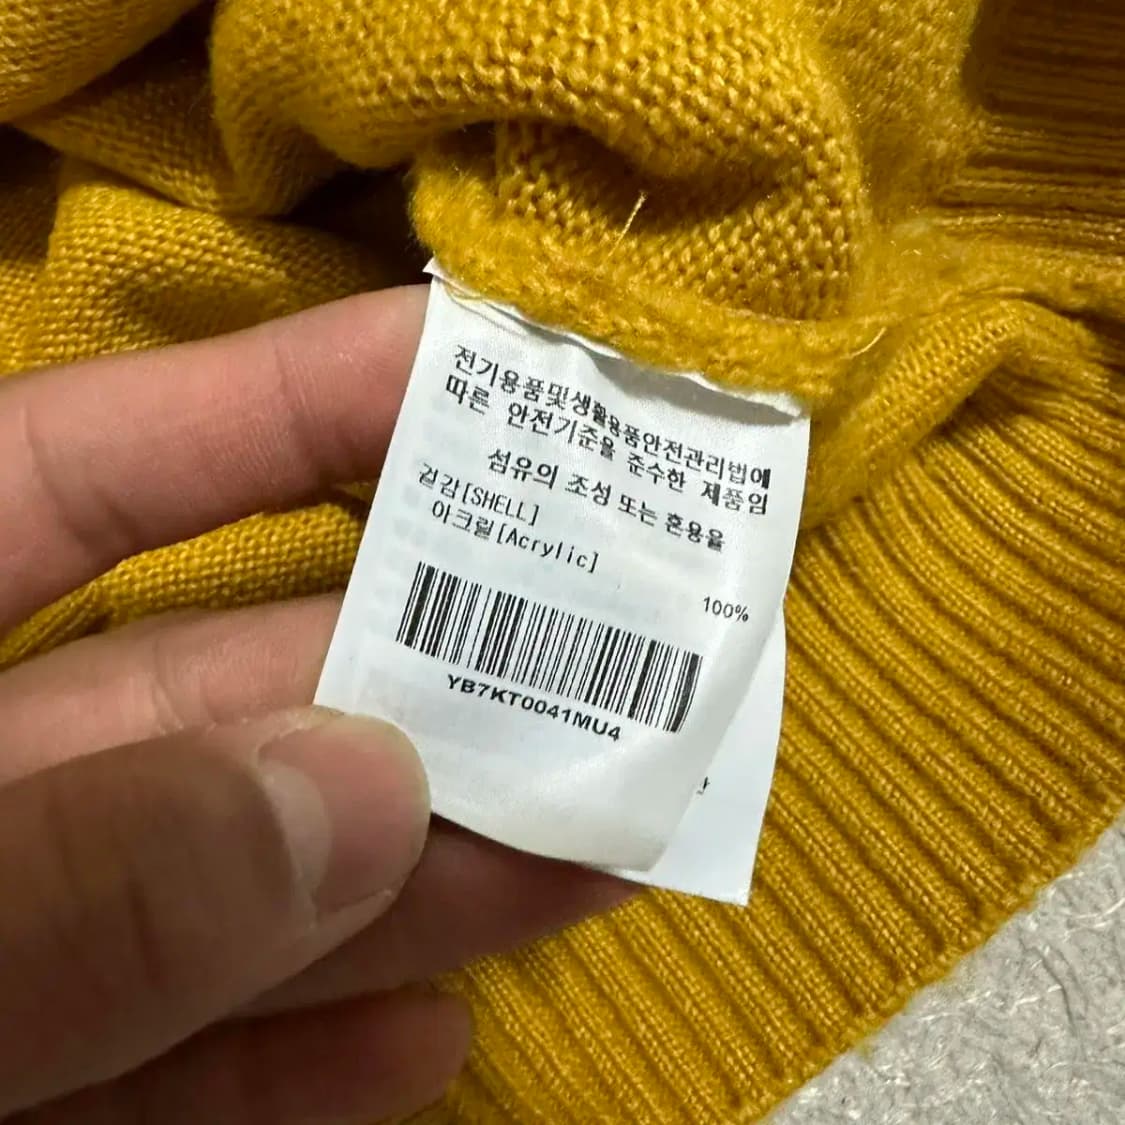 전기용품및생활용품안전관리법에
따른 안전기준을 준수한 제품임
섬유의 조성 또는 혼용율
겉감[SHELL]
아크릴[Acrylic]
100%
YB7KT0041MU4